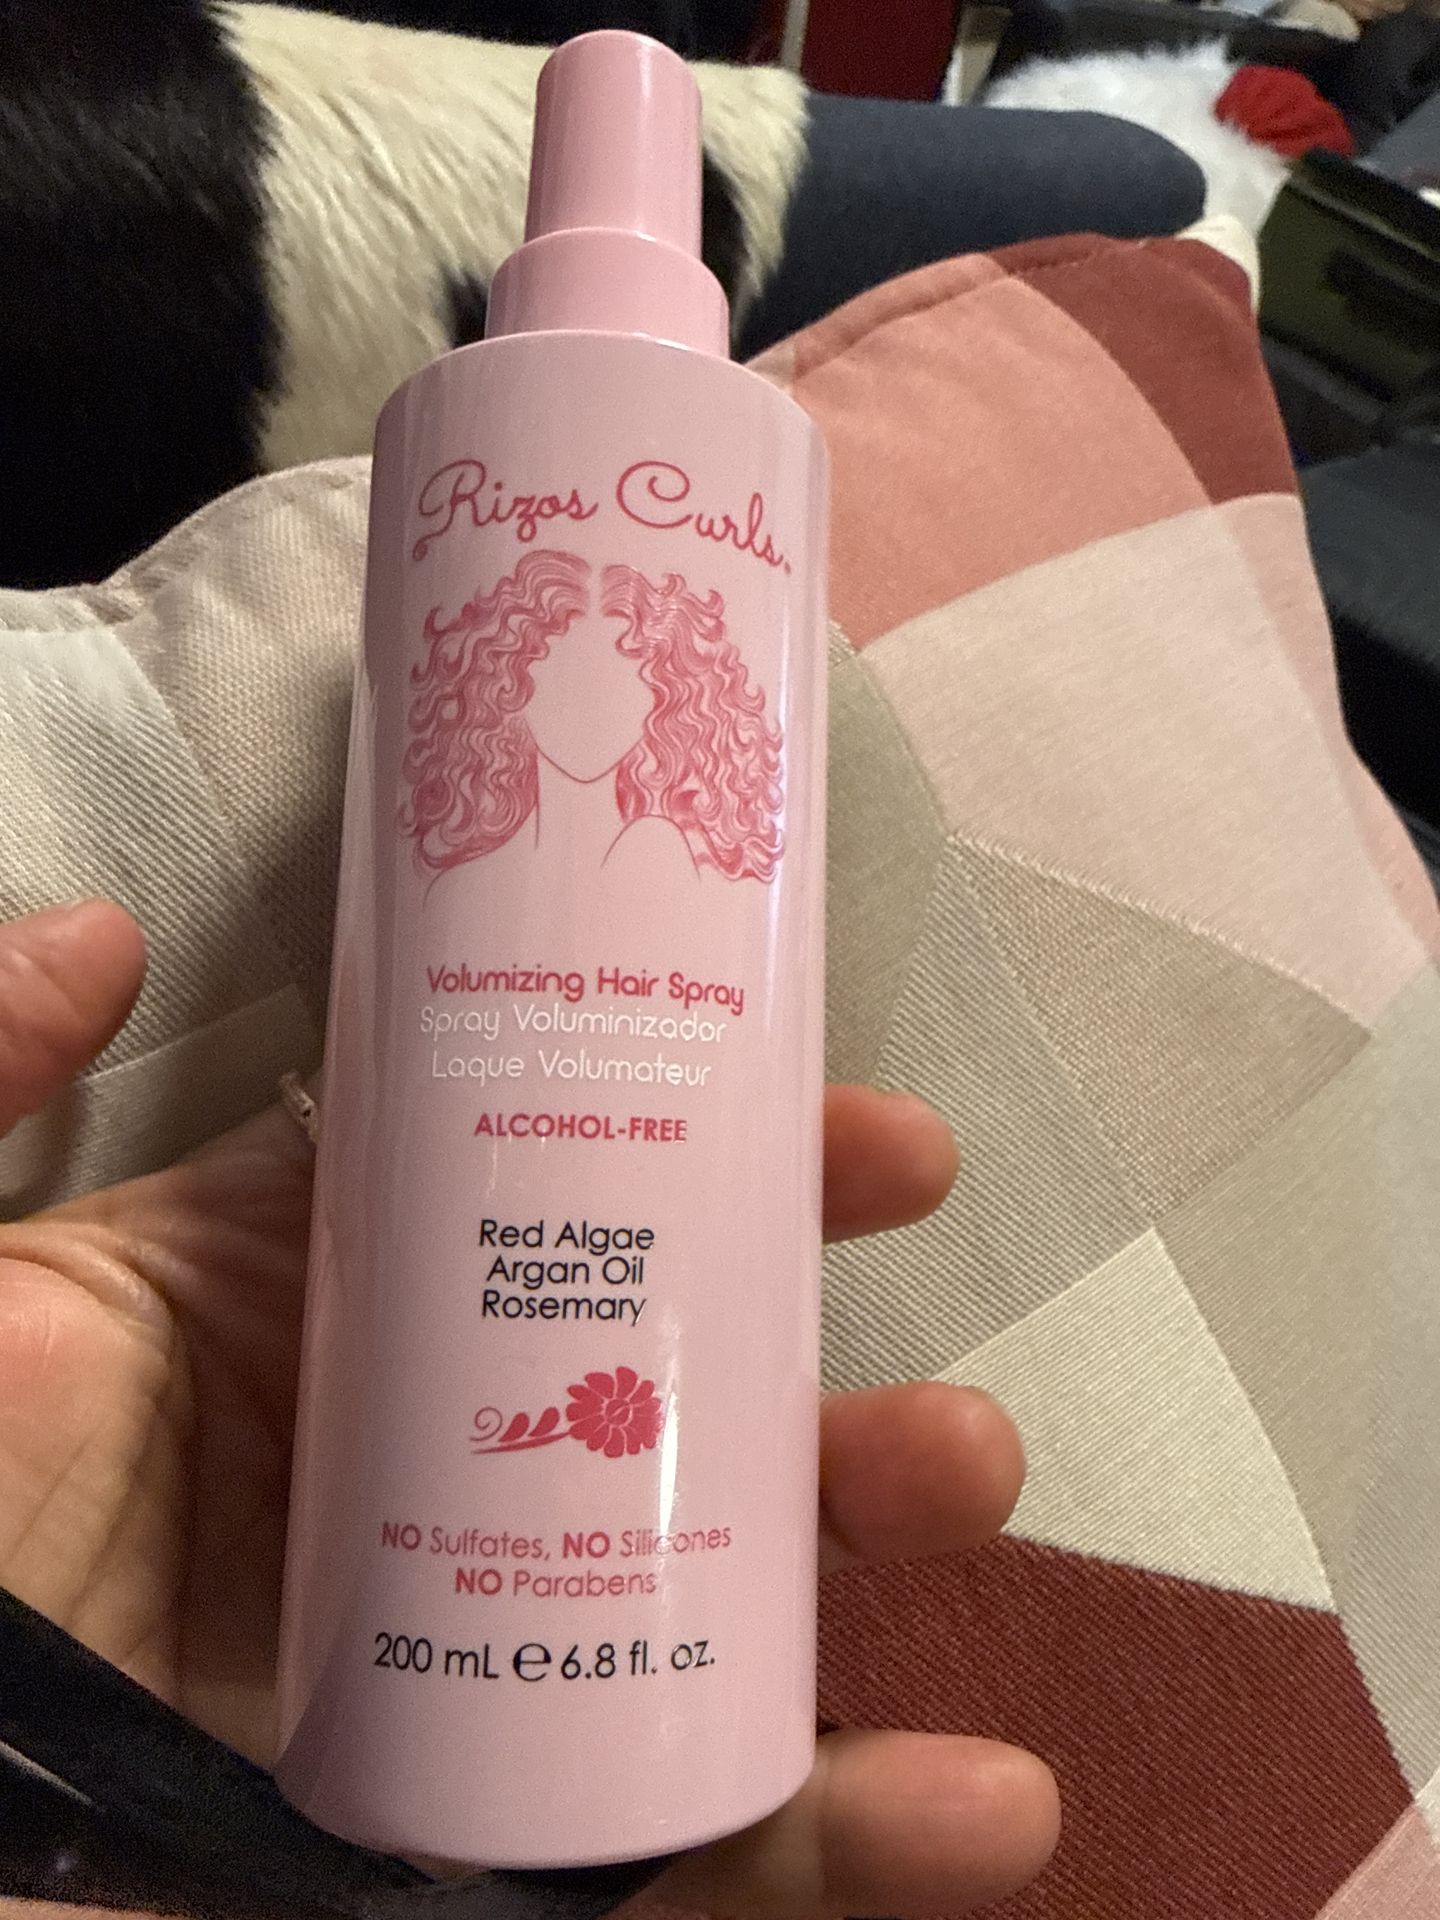 Rizos Curls.
Volumizing Hair Spray
Spray Voluminizador
Laque Volumateur
ALCOHOL-FREE
Red Algae
Argan Oil
Rosemary
NO Sulfates, NO Silicones
NO Parabens
200 mL ℮ 6.8 fl. oz.